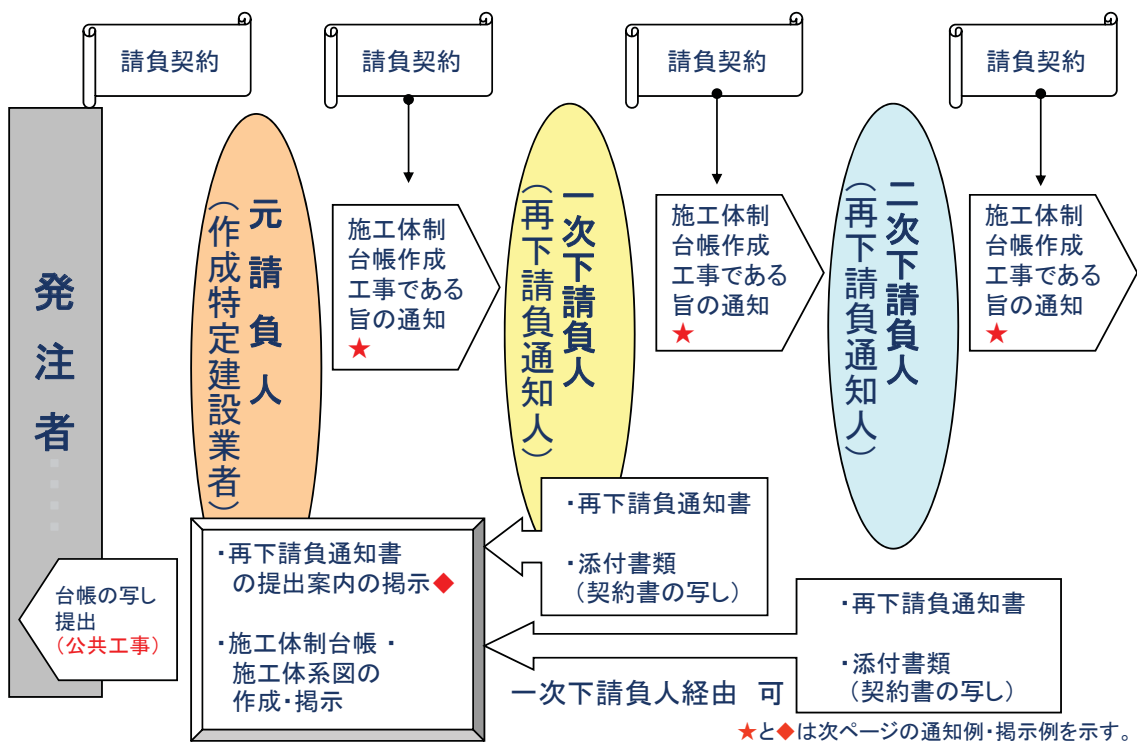 請負契約
請負契約
請負契約
請負契約
発注者
元請負人
（作成特定建設業者）
施工体制
台帳作成
工事である
旨の通知
★
一次下請負人
（再下請負通知人）
施工体制
台帳作成
工事である
旨の通知
★
二次下請負人
（再下請負通知人）
施工体制
台帳作成
工事である
旨の通知
★
・再下請負通知書
・添付書類
（契約書の写し）
・再下請負通知書
の提出案内の掲示◆
・施工体制台帳・
施工体系図の
作成・掲示
台帳の写し
提出
（公共工事）
・再下請負通知書
・添付書類
（契約書の写し）
一次下請負人経由 可
★と◆は次ページの通知例・掲示例を示す。